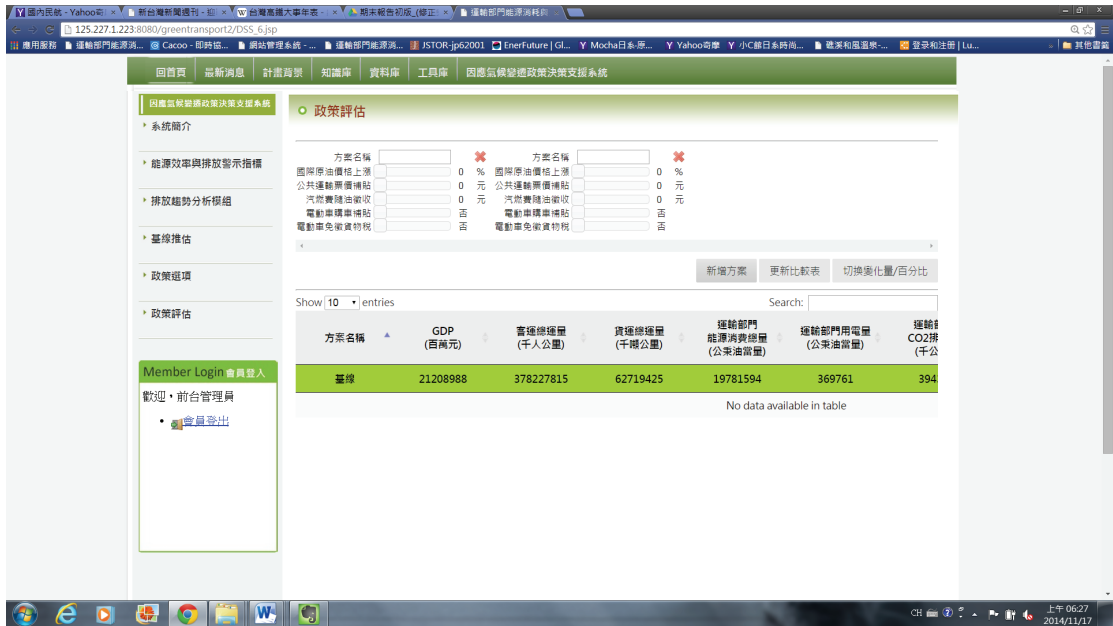 國內民航 - Yahoo奇
新台灣新聞週刊 - 迎
台灣高鐵大事年表 -
期末報告初版_(修正
運輸部門能源消耗與
125.227.1.223:8080/greentransport2/DSS_6.jsp
應用服務 運輸部門能源消... Cacoo - 即時協... 網站管理系統 - ... 運輸部門能源消... JSTOR-jp62001 EnerFuture | Gl... Mocha日系-原... Yahoo奇摩 小C館日系時尚... 礁溪和風溫泉-... 登录和注册 | Lu... » 其他書籤
回首頁 最新消息 計畫背景 知識庫 資料庫 工具庫 因應氣候變遷政策決策支援系統
因應氣候變遷政策決策支援系統
系統簡介
能源效率與排放警示指標
排放趨勢分析模組
基線推估
政策選項
政策評估
Member Login 會員登入
歡迎，前台管理員
會員登出
政策評估
方案名稱 方案名稱
國際原油價格上漲 0 % 國際原油價格上漲 0 %
公共運輸票價補貼 0 元 公共運輸票價補貼 0 元
汽燃費隨油徵收 0 元 汽燃費隨油徵收 0 元
電動車購車補貼 否 電動車購車補貼 否
電動車免徵貨物稅 否 電動車免徵貨物稅 否
新增方案 更新比較表 切換變化量/百分比
Show 10 entries Search:
方案名稱 GDP (百萬元) 客運總運量 (千人公里) 貨運總運量 (千噸公里) 運輸部門 能源消費總量 (公秉油當量) 運輸部門用電量 (公秉油當量) 運輸 CO2排 (千公
基線 21208988 378227815 62719425 19781594 369761 394
No data available in table
CH
上午 06:27
2014/11/17